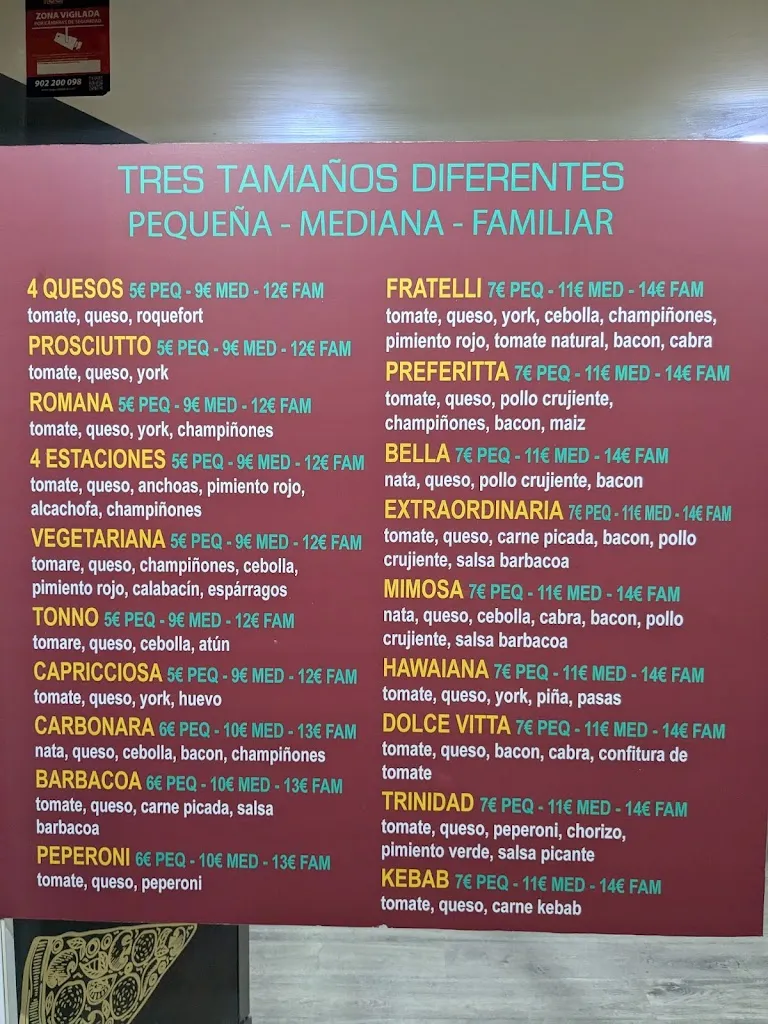 ZONA VIGILADA
902 200 098
TRES TAMAÑOS DIFERENTES
PEQUEÑA - MEDIANA - FAMILIAR
4 QUESOS 5€ PEQ - 9€ MED - 12€ FAM
tomate, queso, roquefort
PROSCIUTTO 5€ PEQ - 9€ MED - 12€ FAM
tomate, queso, york
ROMANA 5€ PEQ - 9€ MED - 12€ FAM
tomate, queso, york, champiñones
4 ESTACIONES 5€ PEQ - 9€ MED - 12€ FAM
tomate, queso, anchoas, pimiento rojo,
alcachofa, champiñones
VEGETARIANA 5€ PEQ - 9€ MED - 12€ FAM
tomare, queso, champiñones, cebolla,
pimiento rojo, calabacín, espárragos
TONNO 5€ PEQ - 9€ MED - 12€ FAM
tomare, queso, cebolla, atún
CAPRICCIOSA 5€ PEQ - 9€ MED - 12€ FAM
tomate, queso, york, huevo
CARBONARA 6€ PEQ - 10€ MED - 13€ FAM
nata, queso, cebolla, bacon, champiñones
BARBACOA 6€ PEQ - 10€ MED - 13€ FAM
tomate, queso, carne picada, salsa
barbacoa
PEPERONI 6€ PEQ - 10€ MED - 13€ FAM
tomate, queso, peperoni
FRATELLI 7€ PEQ - 11€ MED - 14€ FAM
tomate, queso, york, cebolla, champiñones,
pimiento rojo, tomate natural, bacon, cabra
PREFERITTA 7€ PEQ - 11€ MED - 14€ FAM
tomate, queso, pollo crujiente,
champiñones, bacon, maiz
BELLA 7€ PEQ - 11€ MED - 14€ FAM
nata, queso, pollo crujiente, bacon
EXTRAORDINARIA 7€ PEQ - 11€ MED - 14€ FAM
tomate, queso, carne picada, bacon, pollo
crujiente, salsa barbacoa
MIMOSA 7€ PEQ - 11€ MED - 14€ FAM
nata, queso, cebolla, cabra, bacon, pollo
crujiente, salsa barbacoa
HAWAIANA 7€ PEQ - 11€ MED - 14€ FAM
tomate, queso, york, piña, pasas
DOLCE VITTA 7€ PEQ - 11€ MED - 14€ FAM
tomate, queso, bacon, cabra, confitura de
tomate
TRINIDAD 7€ PEQ - 11€ MED - 14€ FAM
tomate, queso, peperoni, chorizo,
pimiento verde, salsa picante
KEBAB 7€ PEQ - 11€ MED - 14€ FAM
tomate, queso, carne kebab